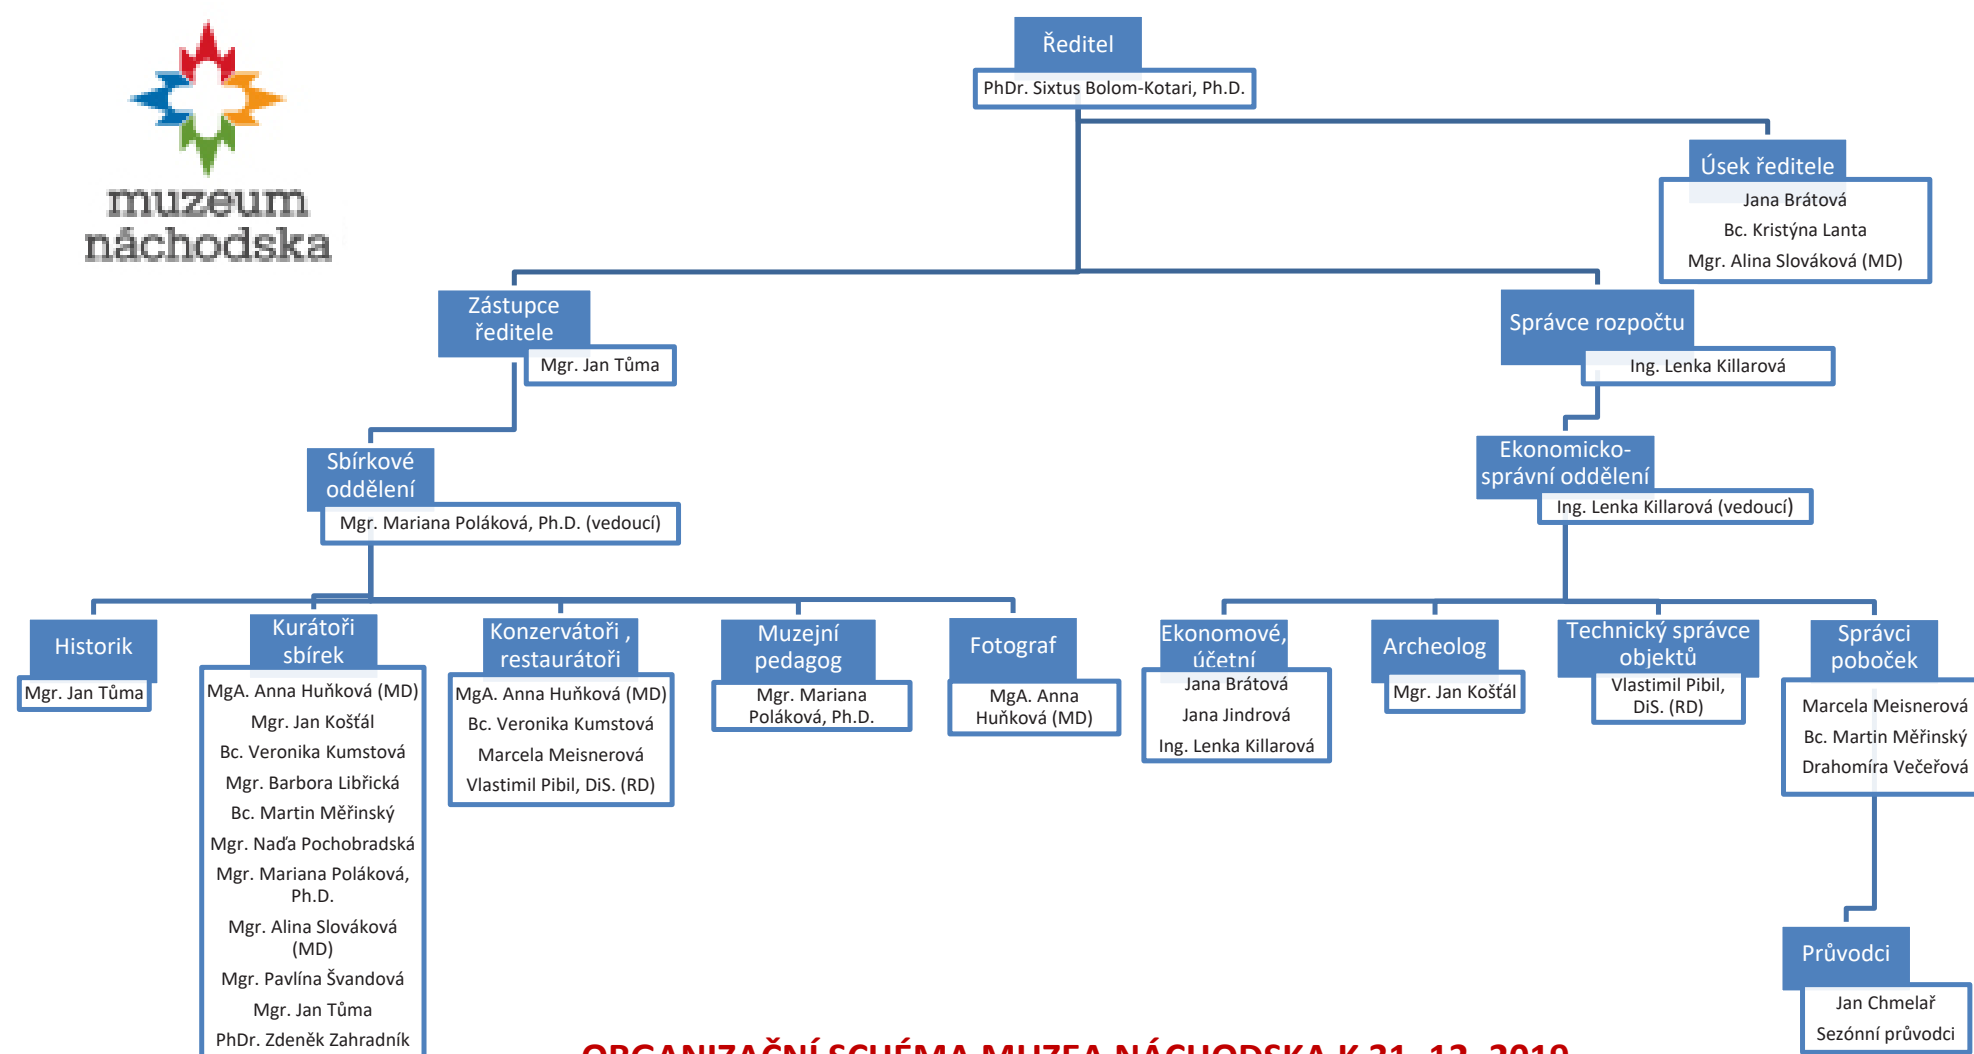 muzeum
náchodska
Ředitel
PhDr. Sixtus Bolom-Kotari, Ph.D.
Úsek ředitele
Jana Brátová
Bc. Kristýna Lanta
Mgr. Alina Slováková (MD)
Zástupce
ředitele
Mgr. Jan Tůma
Správce rozpočtu
Ing. Lenka Killarová
Sbírkové
oddělení
Mgr. Mariana Poláková, Ph.D. (vedoucí)
Ekonomicko-
správní oddělení
Ing. Lenka Killarová (vedoucí)
Historik
Mgr. Jan Tůma
Kurátoři
sbírek
MgA. Anna Huňková (MD)
Mgr. Jan Košťál
Bc. Veronika Kumstová
Mgr. Barbora Libřická
Bc. Martin Měřinský
Mgr. Naďa Pochobradská
Mgr. Mariana Poláková,
Ph.D.
Mgr. Alina Slováková
(MD)
Mgr. Pavlína Švandová
Mgr. Jan Tůma
PhDr. Zdeněk Zahradník
Konzervátoři ,
restaurátoři
MgA. Anna Huňková (MD)
Bc. Veronika Kumstová
Marcela Meisnerová
Vlastimil Pibil, DiS. (RD)
Muzejní
pedagog
Mgr. Mariana
Poláková, Ph.D.
Fotograf
MgA. Anna
Huňková (MD)
Ekonomové,
účetní
Jana Brátová
Jana Jindrová
Ing. Lenka Killarová
Archeolog
Mgr. Jan Košťál
Technický správce
objektů
Vlastimil Pibil,
DiS. (RD)
Správci
poboček
Marcela Meisnerová
Bc. Martin Měřinský
Drahomíra Večeřová
Průvodci
Jan Chmelař
Sezónní průvodci
ORGANIZAČNÍ SCHÉMA MUZEA NÁCHODSKA K 31. 12. 2019